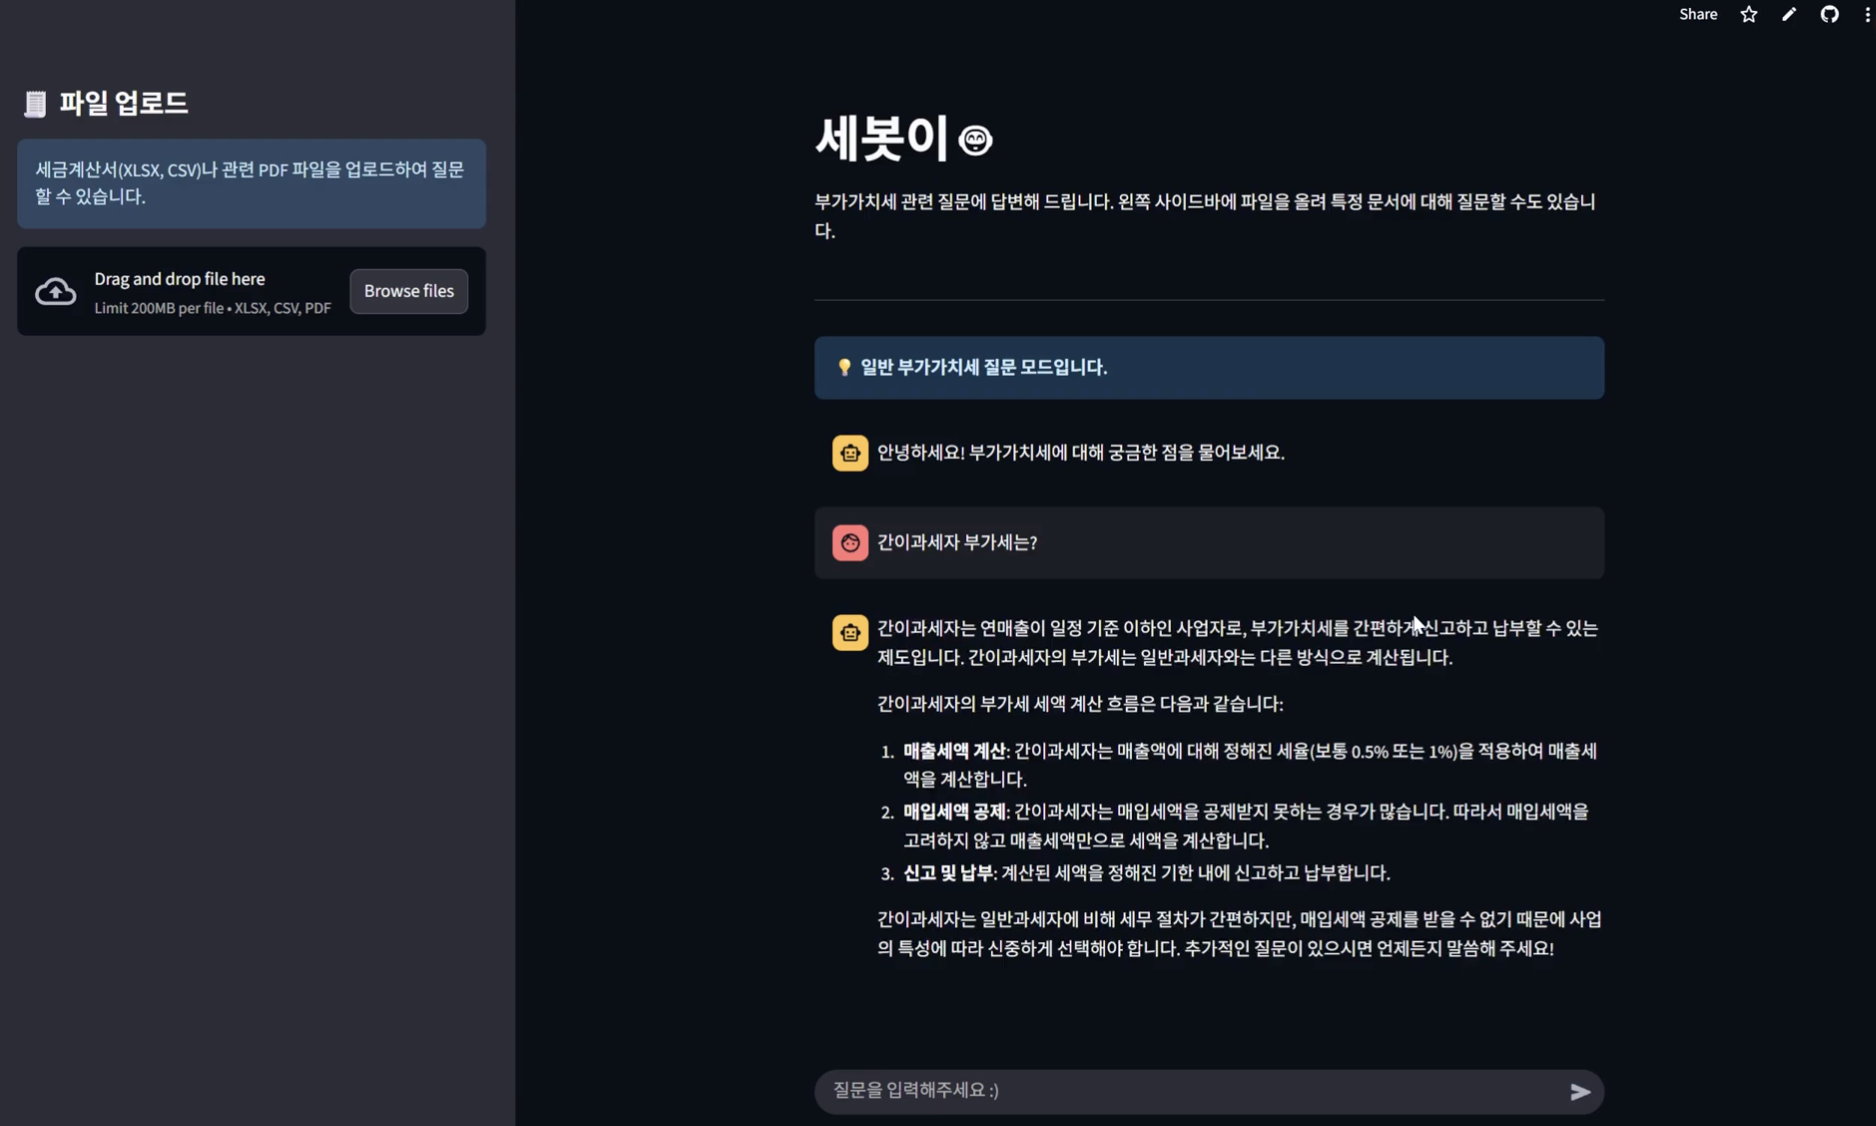 Share
파일 업로드
세금계산서(XLSX, CSV)나 관련 PDF 파일을 업로드하여 질문
할 수 있습니다.
Drag and drop file here
Limit 200MB per file • XLSX, CSV, PDF
Browse files
세봇이
부가가치세 관련 질문에 답변해 드립니다. 왼쪽 사이드바에 파일을 올려 특정 문서에 대해 질문할 수도 있습니
다.
일반 부가가치세 질문 모드입니다.
안녕하세요! 부가가치세에 대해 궁금한 점을 물어보세요.
간이과세자 부가세는?
간이과세자는 연매출이 일정 기준 이하인 사업자로, 부가가치세를 간편하게 신고하고 납부할 수 있는
제도입니다. 간이과세자의 부가세는 일반과세자와는 다른 방식으로 계산됩니다.
간이과세자의 부가세 세액 계산 흐름은 다음과 같습니다:
1. 매출세액 계산: 간이과세자는 매출액에 대해 정해진 세율(보통 0.5% 또는 1%)을 적용하여 매출세
액을 계산합니다.
2. 매입세액 공제: 간이과세자는 매입세액을 공제받지 못하는 경우가 많습니다. 따라서 매입세액을
고려하지 않고 매출세액만으로 세액을 계산합니다.
3. 신고 및 납부: 계산된 세액을 정해진 기한 내에 신고하고 납부합니다.
간이과세자는 일반과세자에 비해 세무 절차가 간편하지만, 매입세액 공제를 받을 수 없기 때문에 사업
의 특성에 따라 신중하게 선택해야 합니다. 추가적인 질문이 있으시면 언제든지 말씀해 주세요!
질문을 입력해주세요 :)